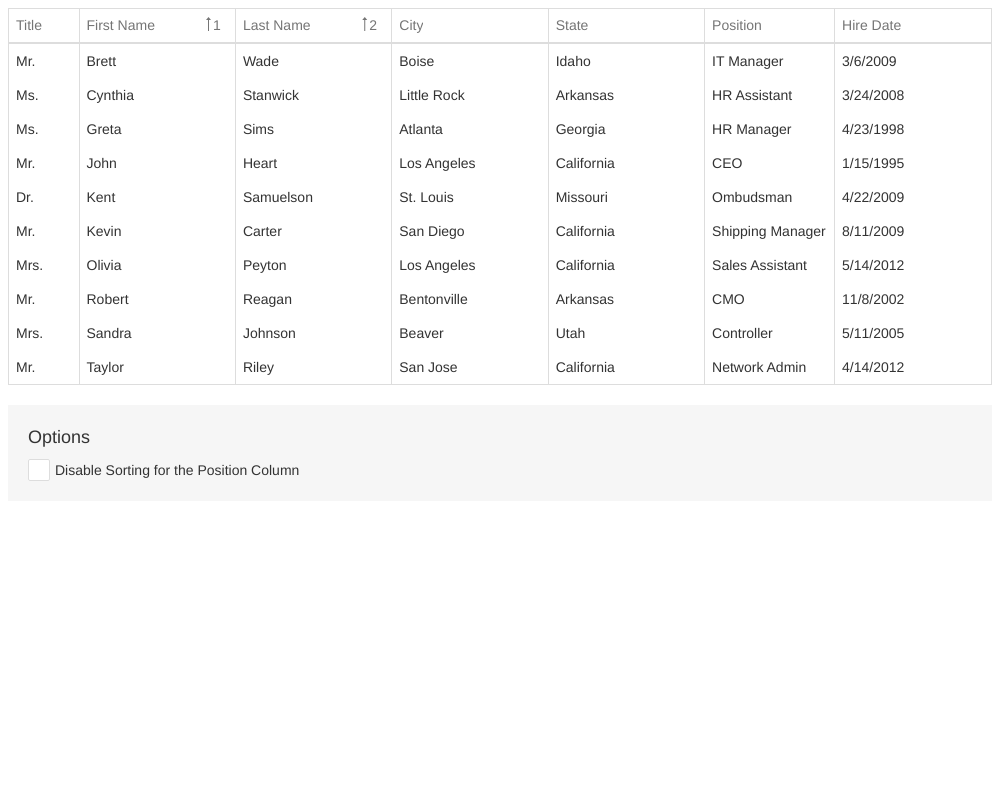 Title First Name 1 Last Name 2 City State Position Hire Date
Mr. Brett Wade Boise Idaho IT Manager 3/6/2009
Ms. Cynthia Stanwick Little Rock Arkansas HR Assistant 3/24/2008
Ms. Greta Sims Atlanta Georgia HR Manager 4/23/1998
Mr. John Heart Los Angeles California CEO 1/15/1995
Dr. Kent Samuelson St. Louis Missouri Ombudsman 4/22/2009
Mr. Kevin Carter San Diego California Shipping Manager 8/11/2009
Mrs. Olivia Peyton Los Angeles California Sales Assistant 5/14/2012
Mr. Robert Reagan Bentonville Arkansas CMO 11/8/2002
Mrs. Sandra Johnson Beaver Utah Controller 5/11/2005
Mr. Taylor Riley San Jose California Network Admin 4/14/2012
Options
Disable Sorting for the Position Column